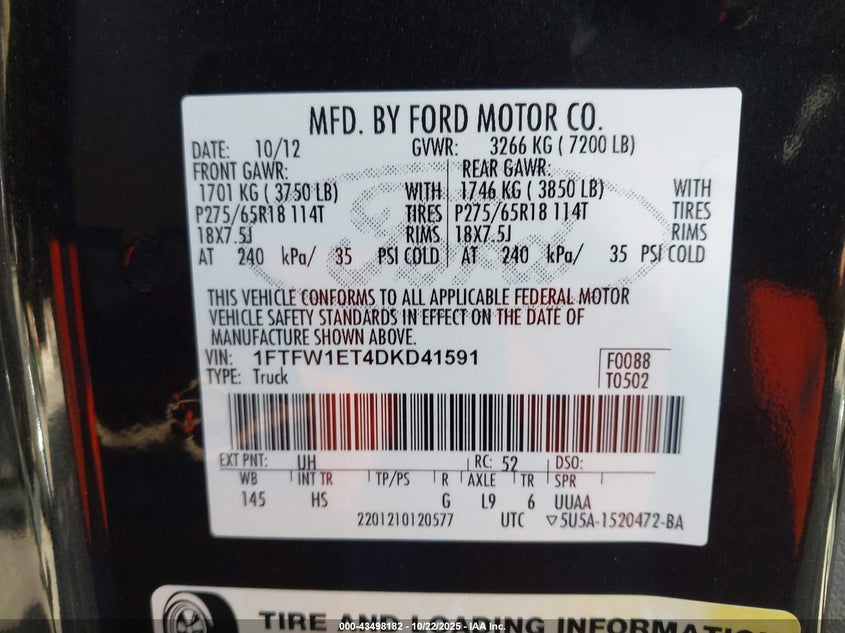 MFD. BY FORD MOTOR CO.
DATE: 10/12 GVWR: 3266 KG ( 7200 LB)
FRONT GAWR: REAR GAWR:
1701 KG ( 3750 LB) WITH 1746 KG ( 3850 LB) WITH
P275/65R18 114T TIRES P275/65R18 114T TIRES
18X7.5J RIMS 18X7.5J RIMS
AT 240 kPa/ 35 PSI COLD AT 240 kPa/ 35 PSI COLD
THIS VEHICLE CONFORMS TO ALL APPLICABLE FEDERAL MOTOR
VEHICLE SAFETY STANDARDS IN EFFECT ON THE DATE OF
MANUFACTURE SHOWN ABOVE.
VIN: 1FTFW1ET4DKD41591 F0088
TYPE: Truck T0502
EXT PNT: UH RC: 52 DSO:
WB INT TR TP/PS R AXLE TR SPR
145 HS G L9 6 UUAA
2201210120577 UTC ▽5U5A-1520472-BA
TIRE AND LOADING INFORMATIO
000-43498182 - 10/22/2025 - IAA Inc.